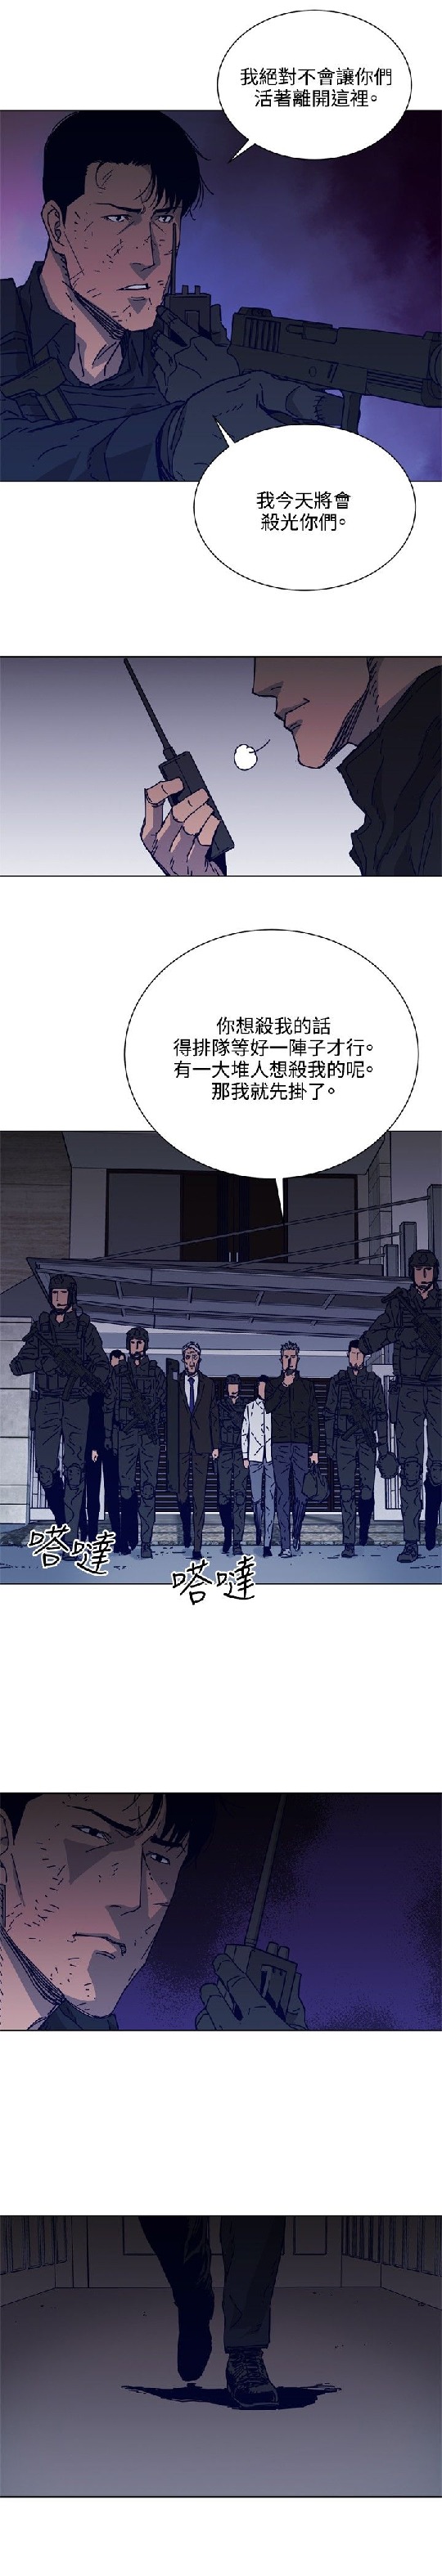 我絕對不會讓你們
活著離開這裡。
我今天將會
殺光你們。
你想殺我的話
得排隊等好一陣子才行。
有一大堆人想殺我的呢。
那我就先掛了。
嗒噠
嗒噠